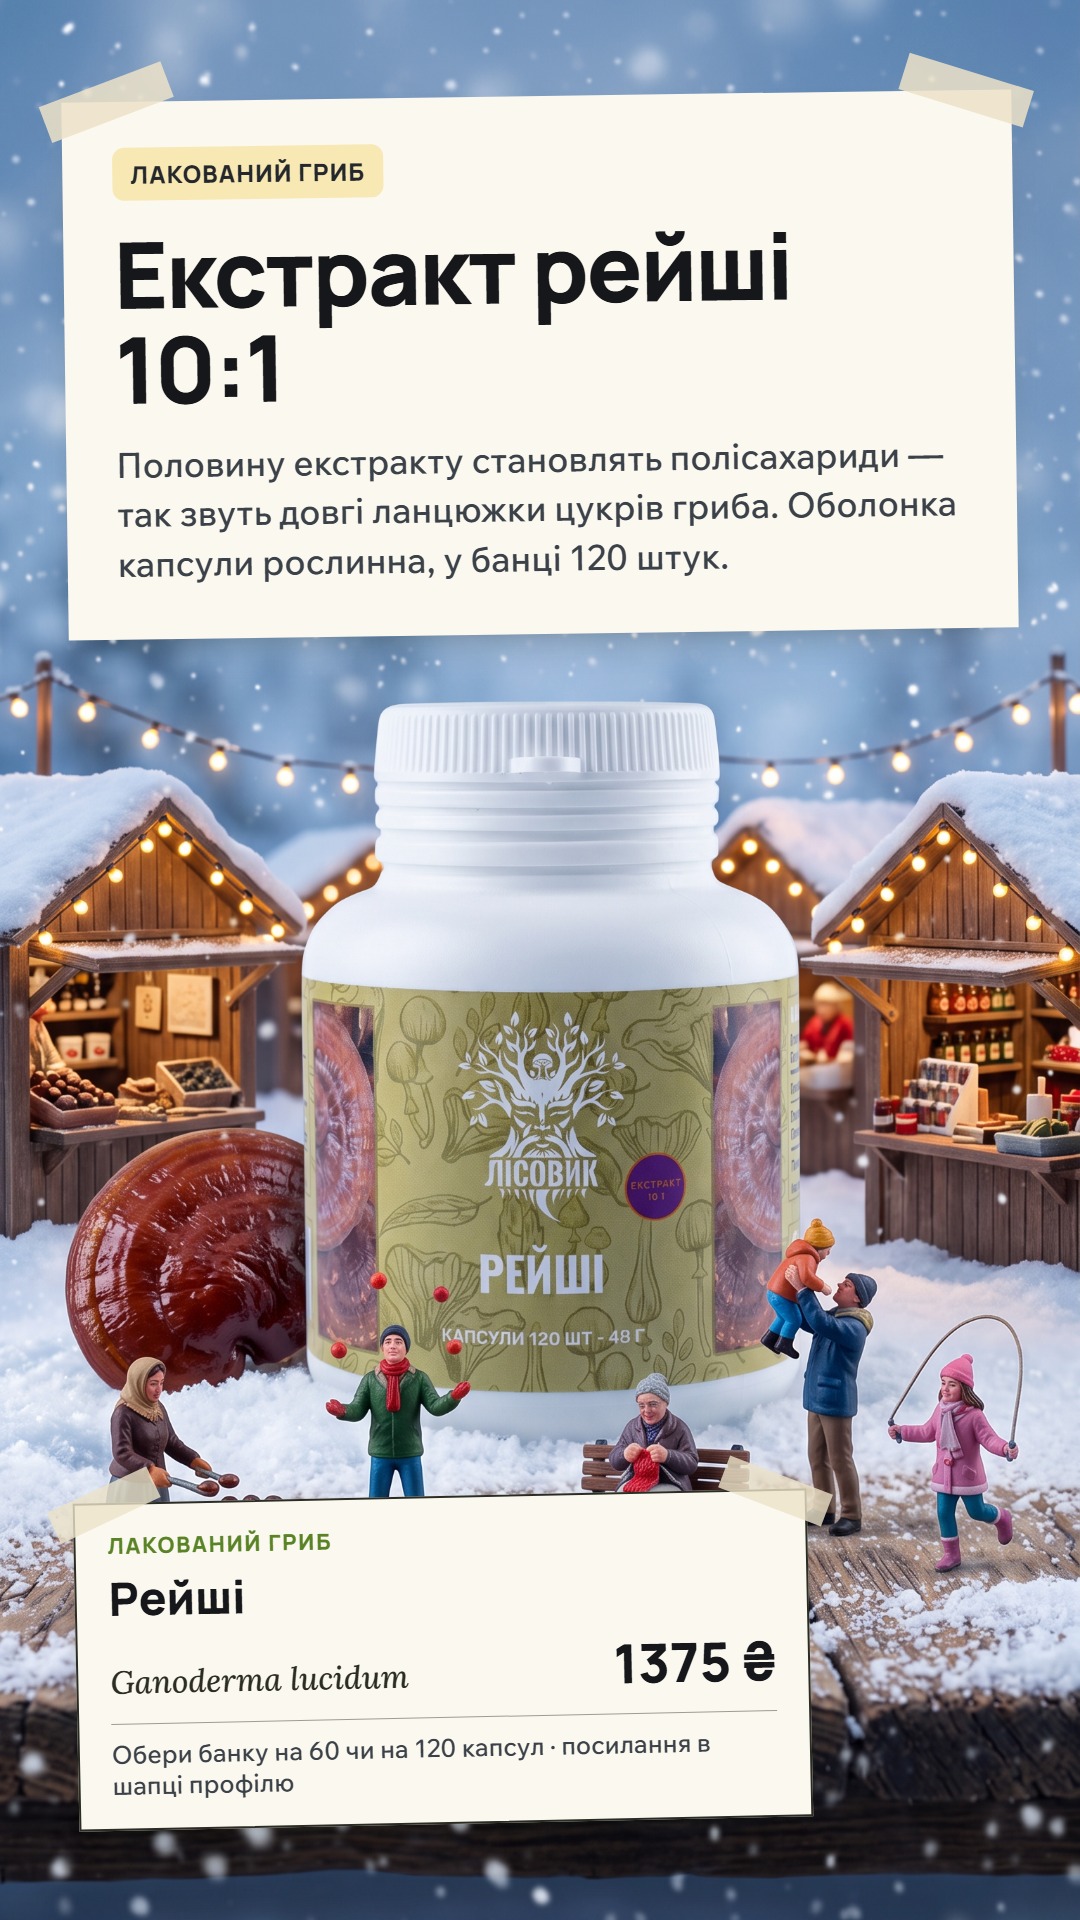 ЛАКОВАНИЙ ГРИБ
Екстракт рейші
10:1
Половину екстракту становлять полісахариди —
так звуть довгі ланцюжки цукрів гриба. Оболонка
капсули рослинна, у банці 120 штук.
ЛІСОВИК
ЕКСТРАКТ
10 1
РЕЙШІ
КАПСУЛИ 120 ШТ - 48 Г
ЛАКОВАНИЙ ГРИБ
Рейші
Ganoderma lucidum
1375 ₴
Обери банку на 60 чи на 120 капсул · посилання в
шапці профілю